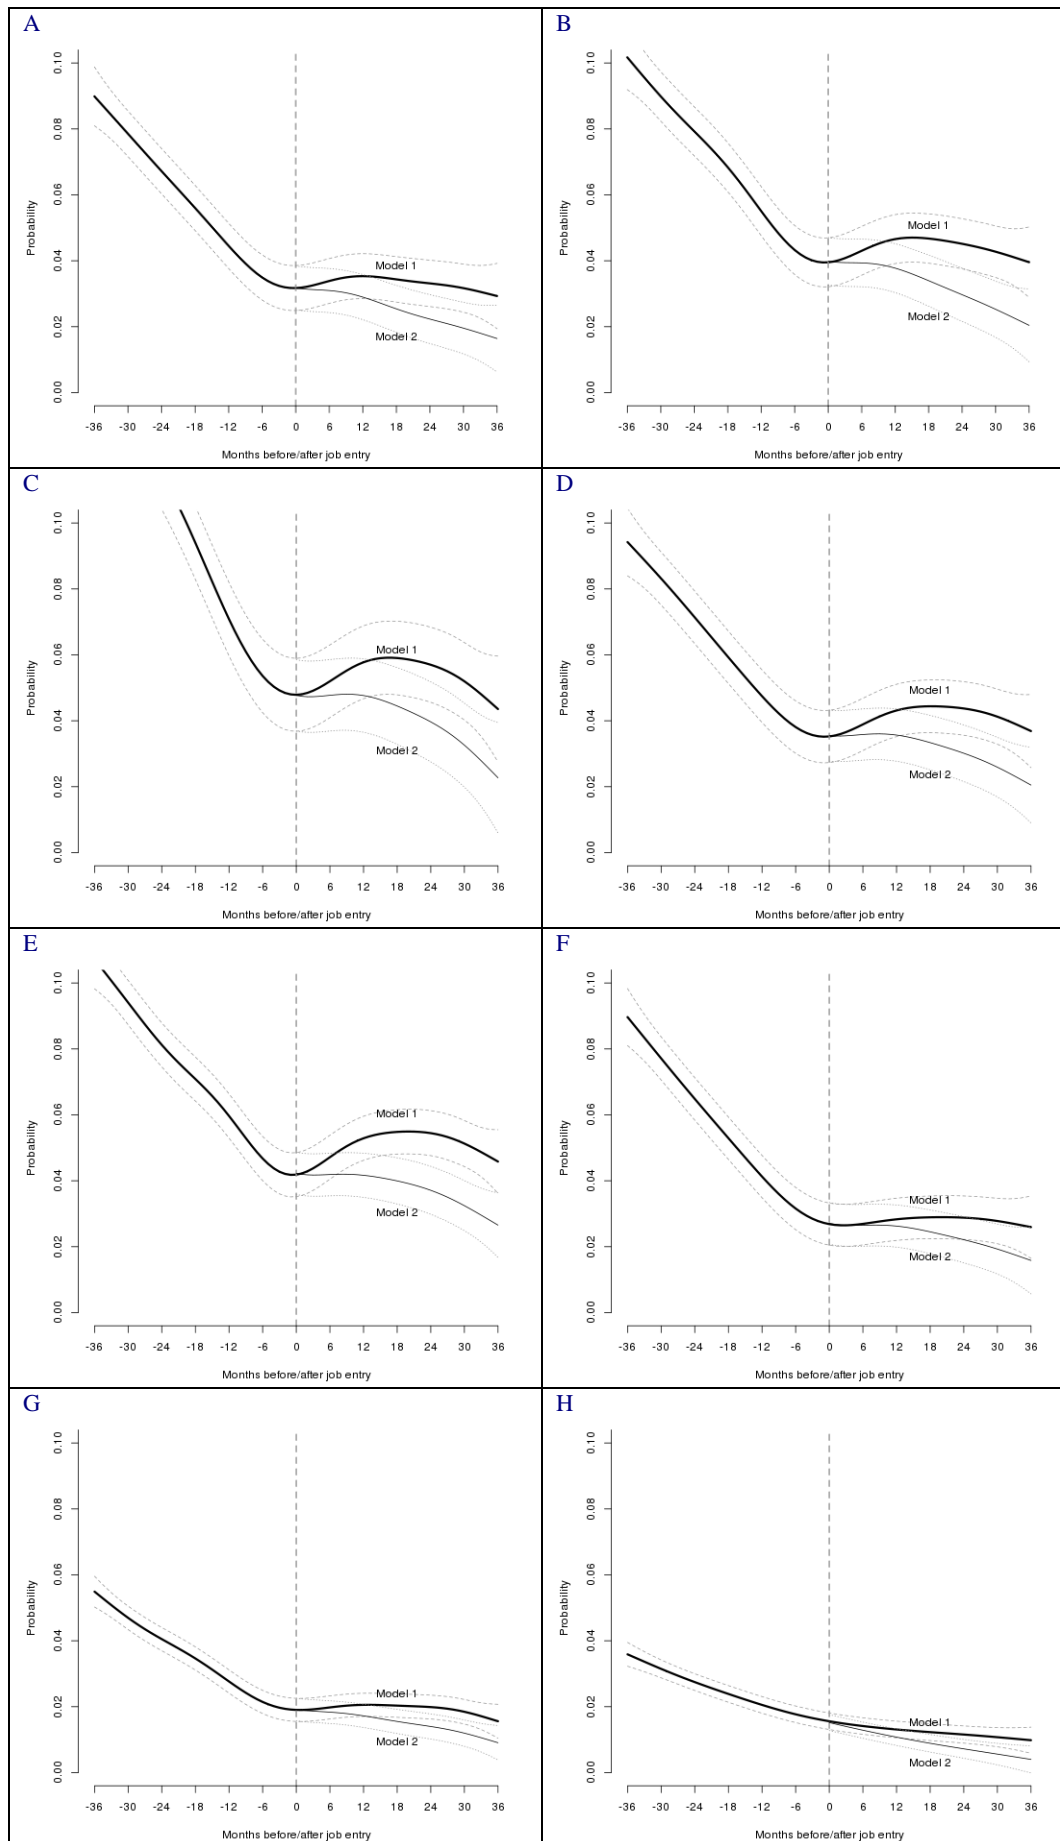 A
Probability
0.00 0.02 0.04 0.06 0.08 0.10
Model 1
Model 2
-36 -30 -24 -18 -12 -6 0 6 12 18 24 30 36
Months before/after job entry
B
Probability
0.00 0.02 0.04 0.06 0.08 0.10
Model 1
Model 2
-36 -30 -24 -18 -12 -6 0 6 12 18 24 30 36
Months before/after job entry
C
Probability
0.00 0.02 0.04 0.06 0.08 0.10
Model 1
Model 2
-36 -30 -24 -18 -12 -6 0 6 12 18 24 30 36
Months before/after job entry
D
Probability
0.00 0.02 0.04 0.06 0.08 0.10
Model 1
Model 2
-36 -30 -24 -18 -12 -6 0 6 12 18 24 30 36
Months before/after job entry
E
Probability
0.00 0.02 0.04 0.06 0.08 0.10
Model 1
Model 2
-36 -30 -24 -18 -12 -6 0 6 12 18 24 30 36
Months before/after job entry
F
Probability
0.00 0.02 0.04 0.06 0.08 0.10
Model 1
Model 2
-36 -30 -24 -18 -12 -6 0 6 12 18 24 30 36
Months before/after job entry
G
Probability
0.00 0.02 0.04 0.06 0.08 0.10
Model 1
Model 2
-36 -30 -24 -18 -12 -6 0 6 12 18 24 30 36
Months before/after job entry
H
Probability
0.00 0.02 0.04 0.06 0.08 0.10
Model 1
Model 2
-36 -30 -24 -18 -12 -6 0 6 12 18 24 30 36
Months before/after job entry